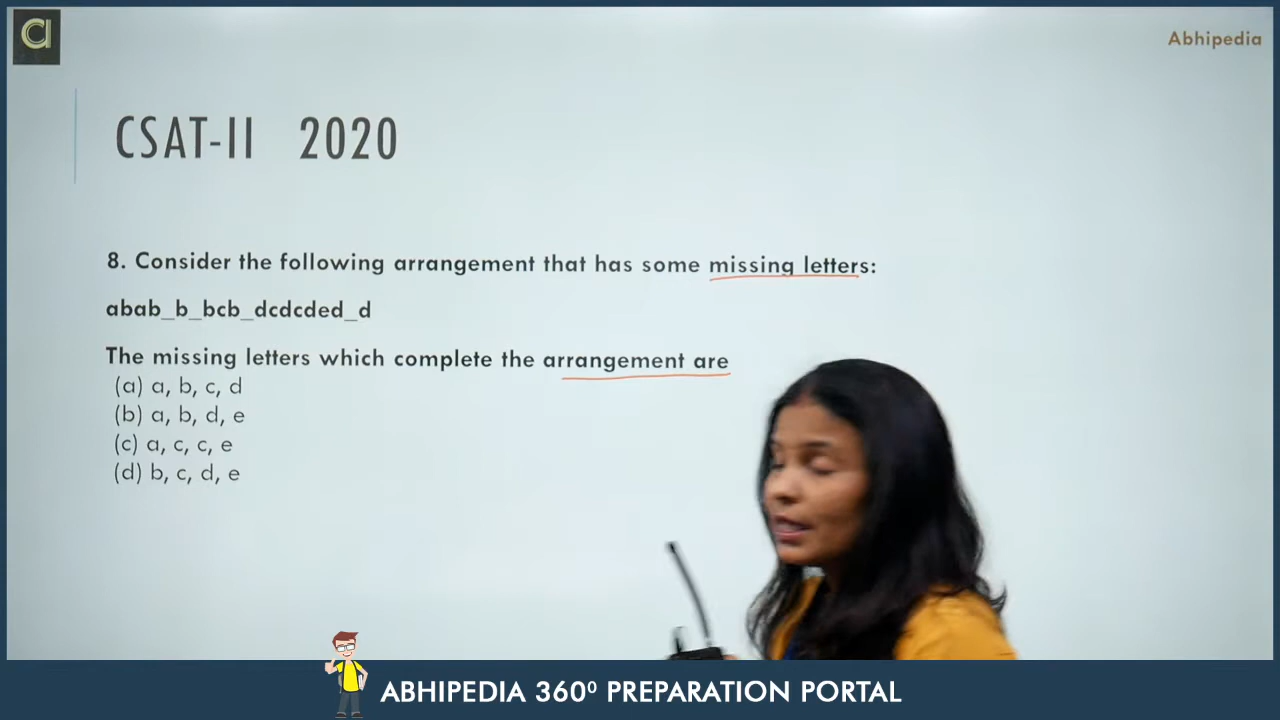 a
Abhipedia
CSAT-II 2020
8. Consider the following arrangement that has some missing letters:
abab_b_bcb_dcdcded_d
The missing letters which complete the arrangement are
(a) a, b, c, d
(b) a, b, d, e
(c) a, c, c, e
(d) b, c, d, e
ABHIPEDIA 360⁰ PREPARATION PORTAL